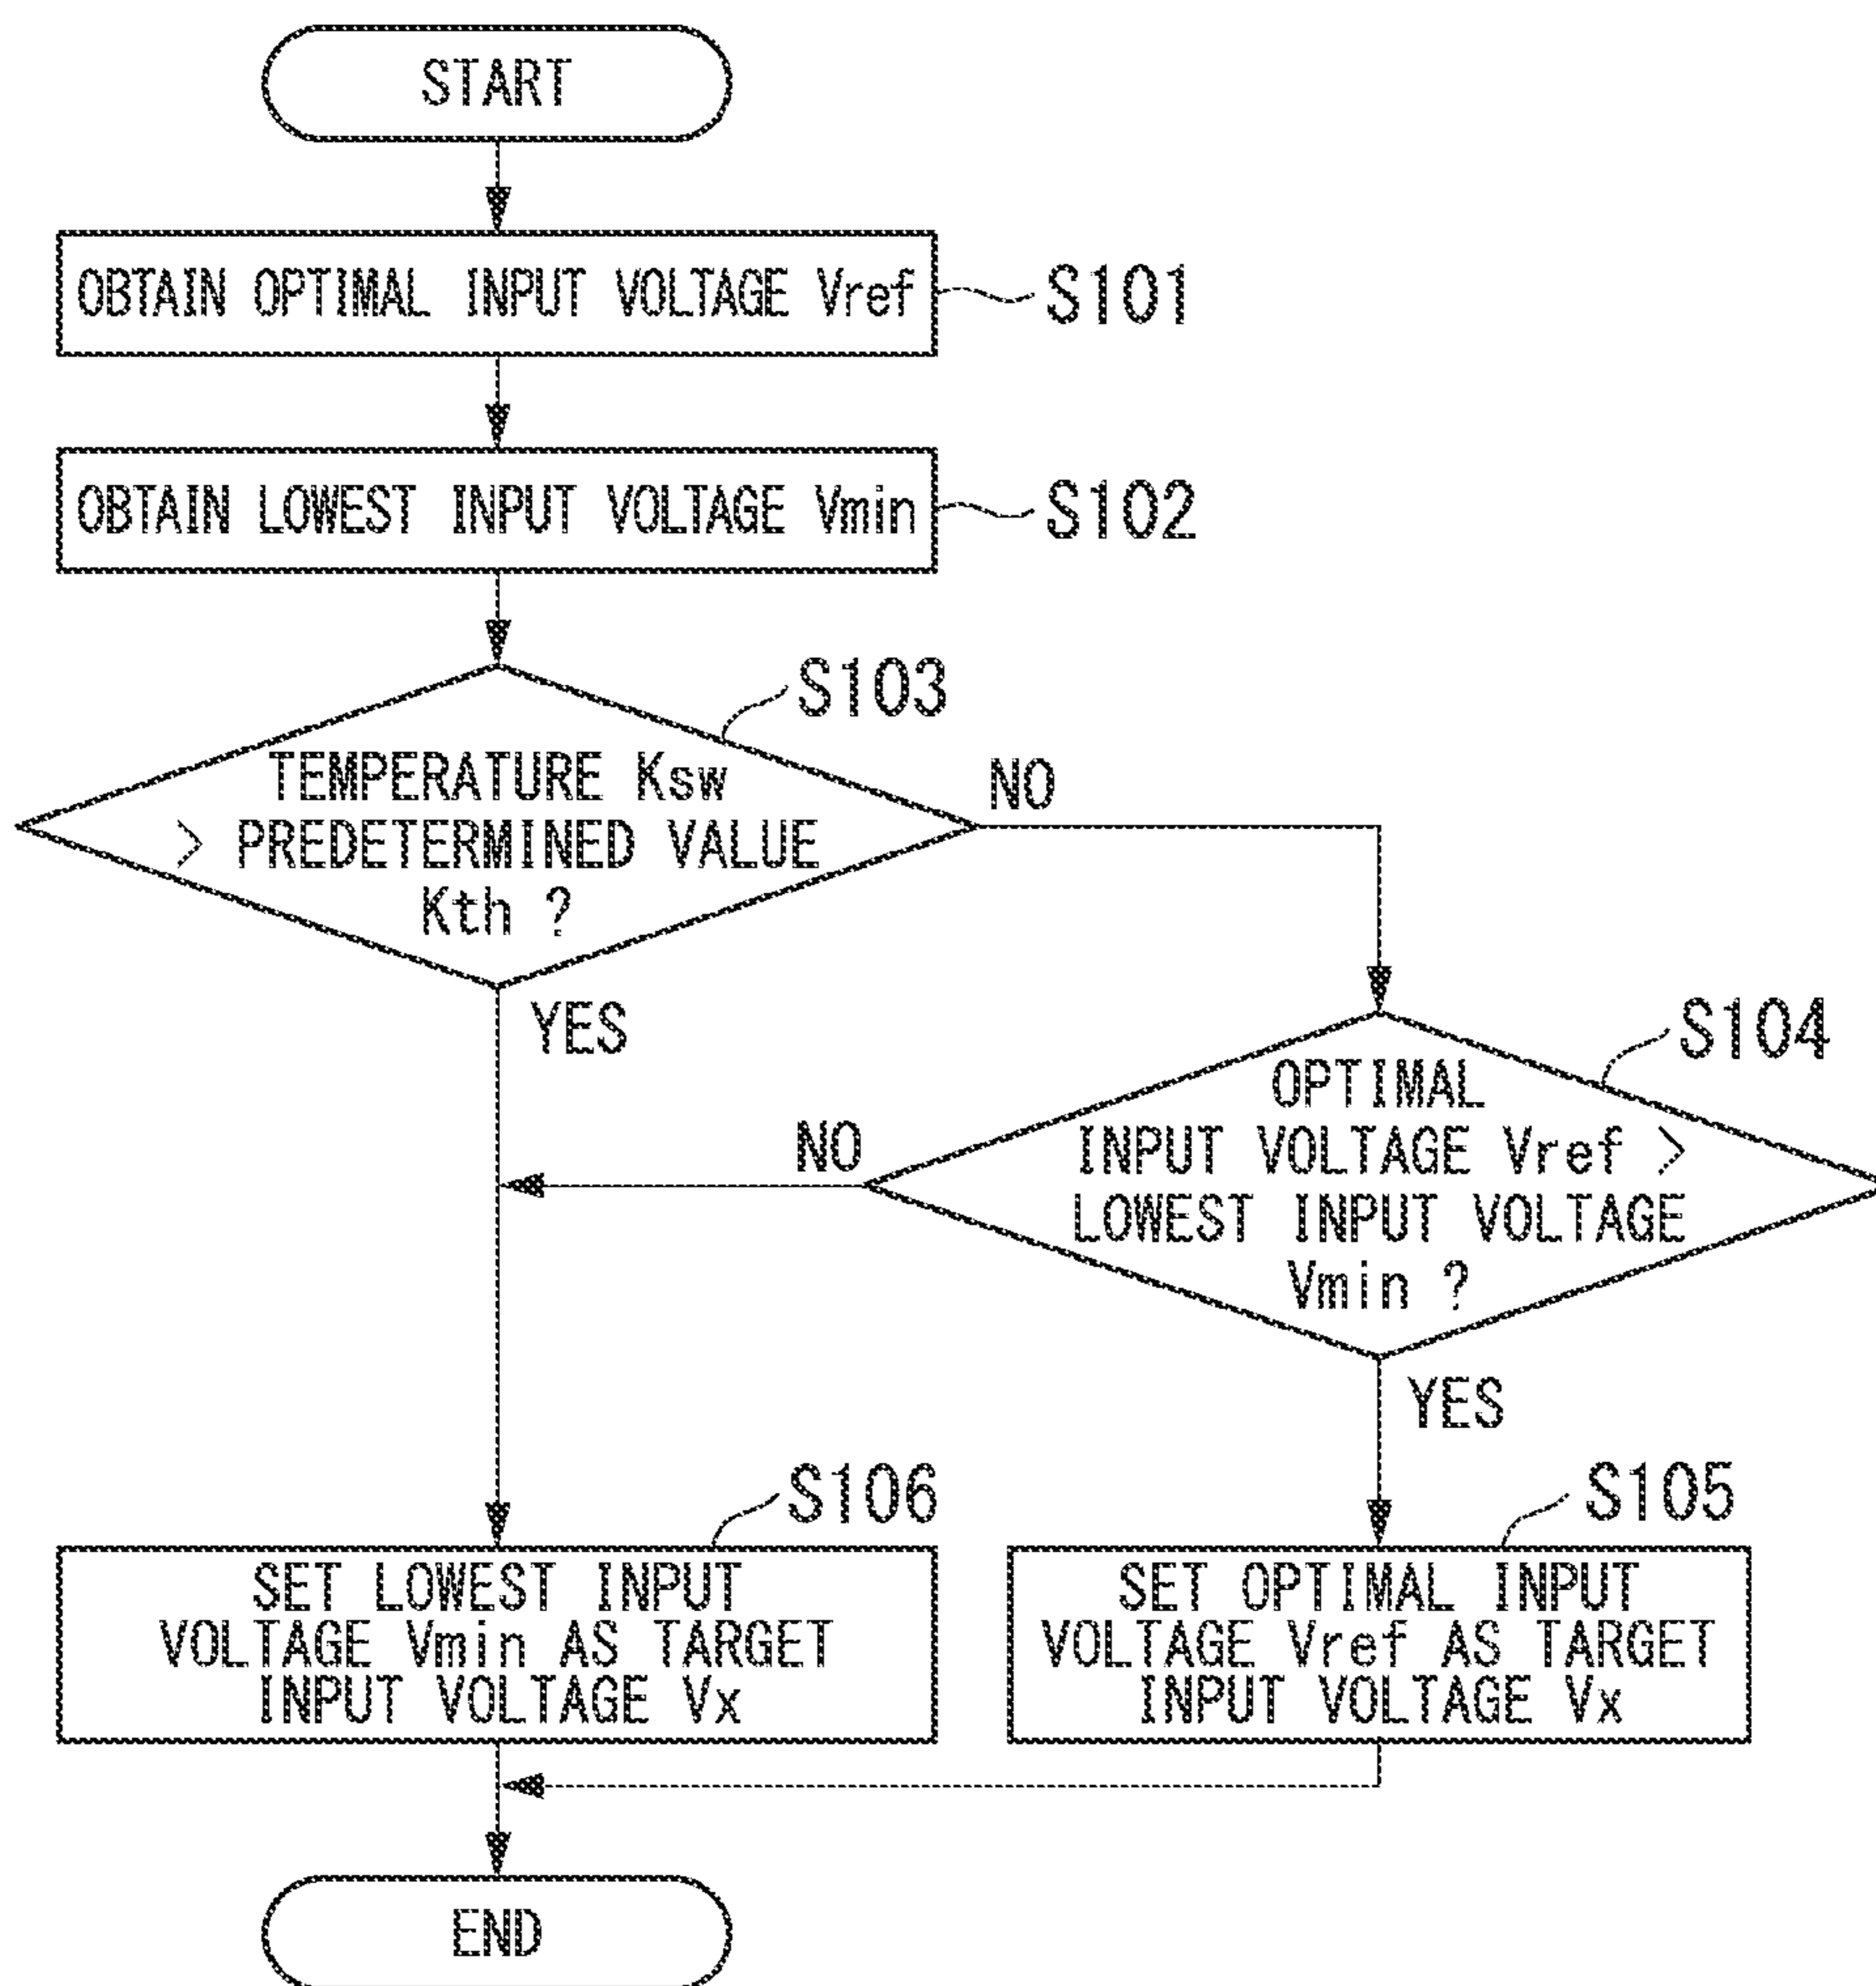 START
OBTAIN OPTIMAL INPUT VOLTAGE Vref
S101
OBTAIN LOWEST INPUT VOLTAGE Vmin
S102
S103
TEMPERATURE Ksw
> PREDETERMINED VALUE
Kth ?
NO
YES
S104
OPTIMAL
INPUT VOLTAGE Vref >
LOWEST INPUT VOLTAGE
Vmin ?
NO
YES
S106
SET LOWEST INPUT
VOLTAGE Vmin AS TARGET
INPUT VOLTAGE Vx
S105
SET OPTIMAL INPUT
VOLTAGE Vref AS TARGET
INPUT VOLTAGE Vx
END